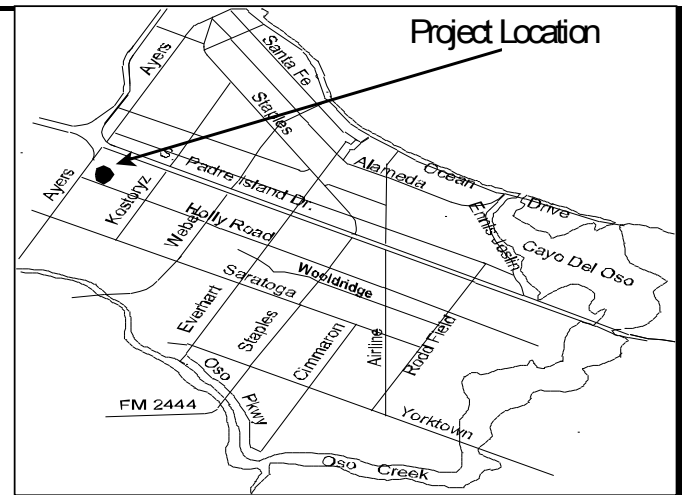 Project Location
Ayers
Santa Fe
Staples
Alameda
Ocean
Drive
S. Padre Island Dr.
Ayers
Kostoryz
Weber
Holly Road
Ennis Joslin
Cayo Del Oso
Saratoga
Wooldridge
Everhart
Staples
Cimmaron
Airline
Rodd Field
Oso
Pkwy
FM 2444
Yorktown
Oso Creek